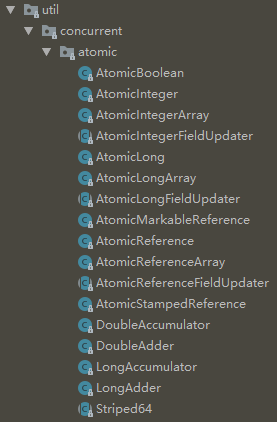 util
concurrent
atomic
AtomicBoolean
AtomicInteger
AtomicIntegerArray
AtomicIntegerFieldUpdater
AtomicLong
AtomicLongArray
AtomicLongFieldUpdater
AtomicMarkableReference
AtomicReference
AtomicReferenceArray
AtomicReferenceFieldUpdater
AtomicStampedReference
DoubleAccumulator
DoubleAdder
LongAccumulator
LongAdder
Striped64